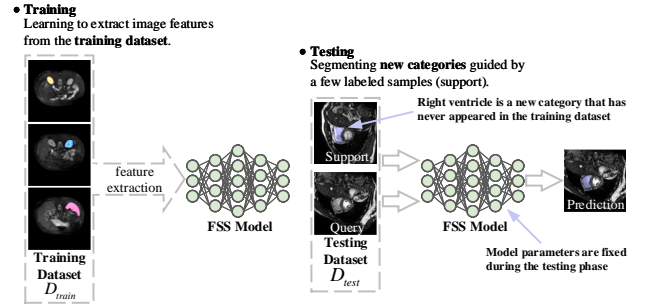 ● Training
Learning to extract image features
from the training dataset.
feature
extraction
FSS Model
Training
Dataset
D_train
● Testing
Segmenting new categories guided by
a few labeled samples (support).
Right ventricle is a new category that has
never appeared in the training dataset
Support
Query
Testing
Dataset
D_test
FSS Model
Prediction
Model parameters are fixed
during the testing phase